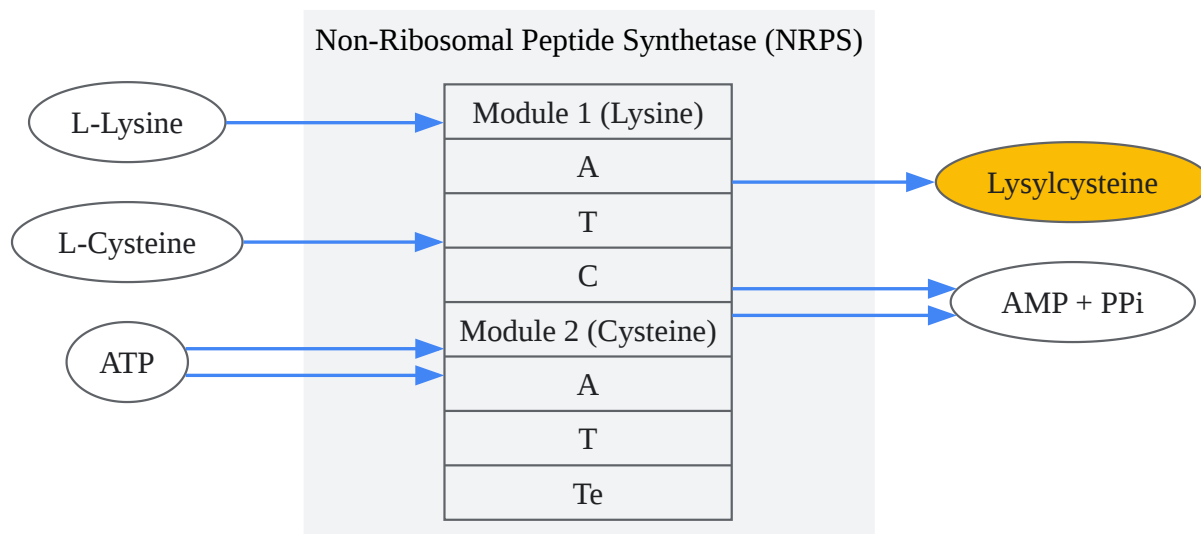 Non-Ribosomal Peptide Synthetase (NRPS)
L-Lysine
L-Cysteine
ATP
Module 1 (Lysine)
A
T
C
Module 2 (Cysteine)
A
T
Te
Lysylcysteine
AMP + PPi